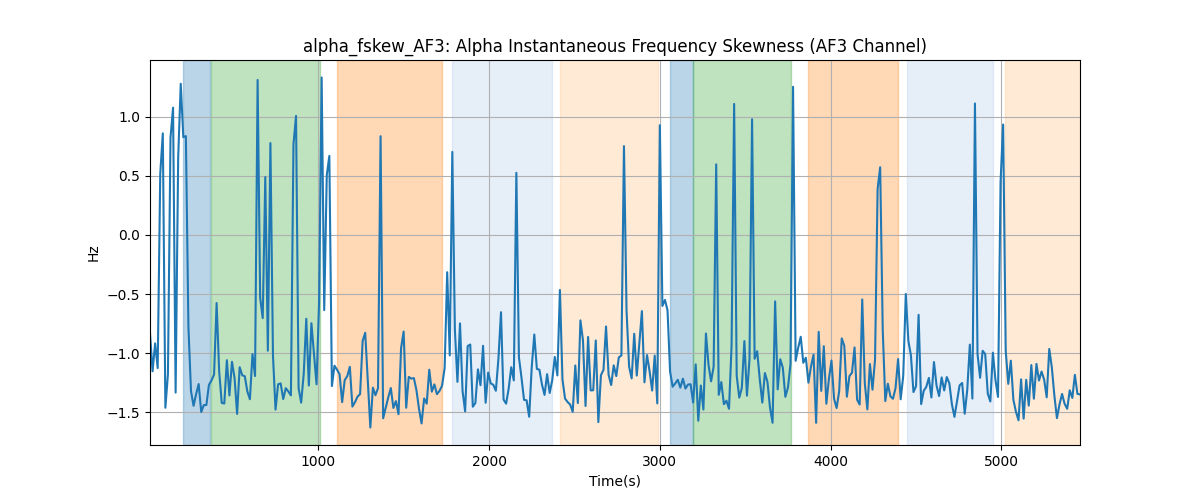 alpha_fskew_AF3: Alpha Instantaneous Frequency Skewness (AF3 Channel)
Hz
1.0
0.5
0.0
−0.5
−1.0
−1.5
1000 2000 3000 4000 5000
Time(s)